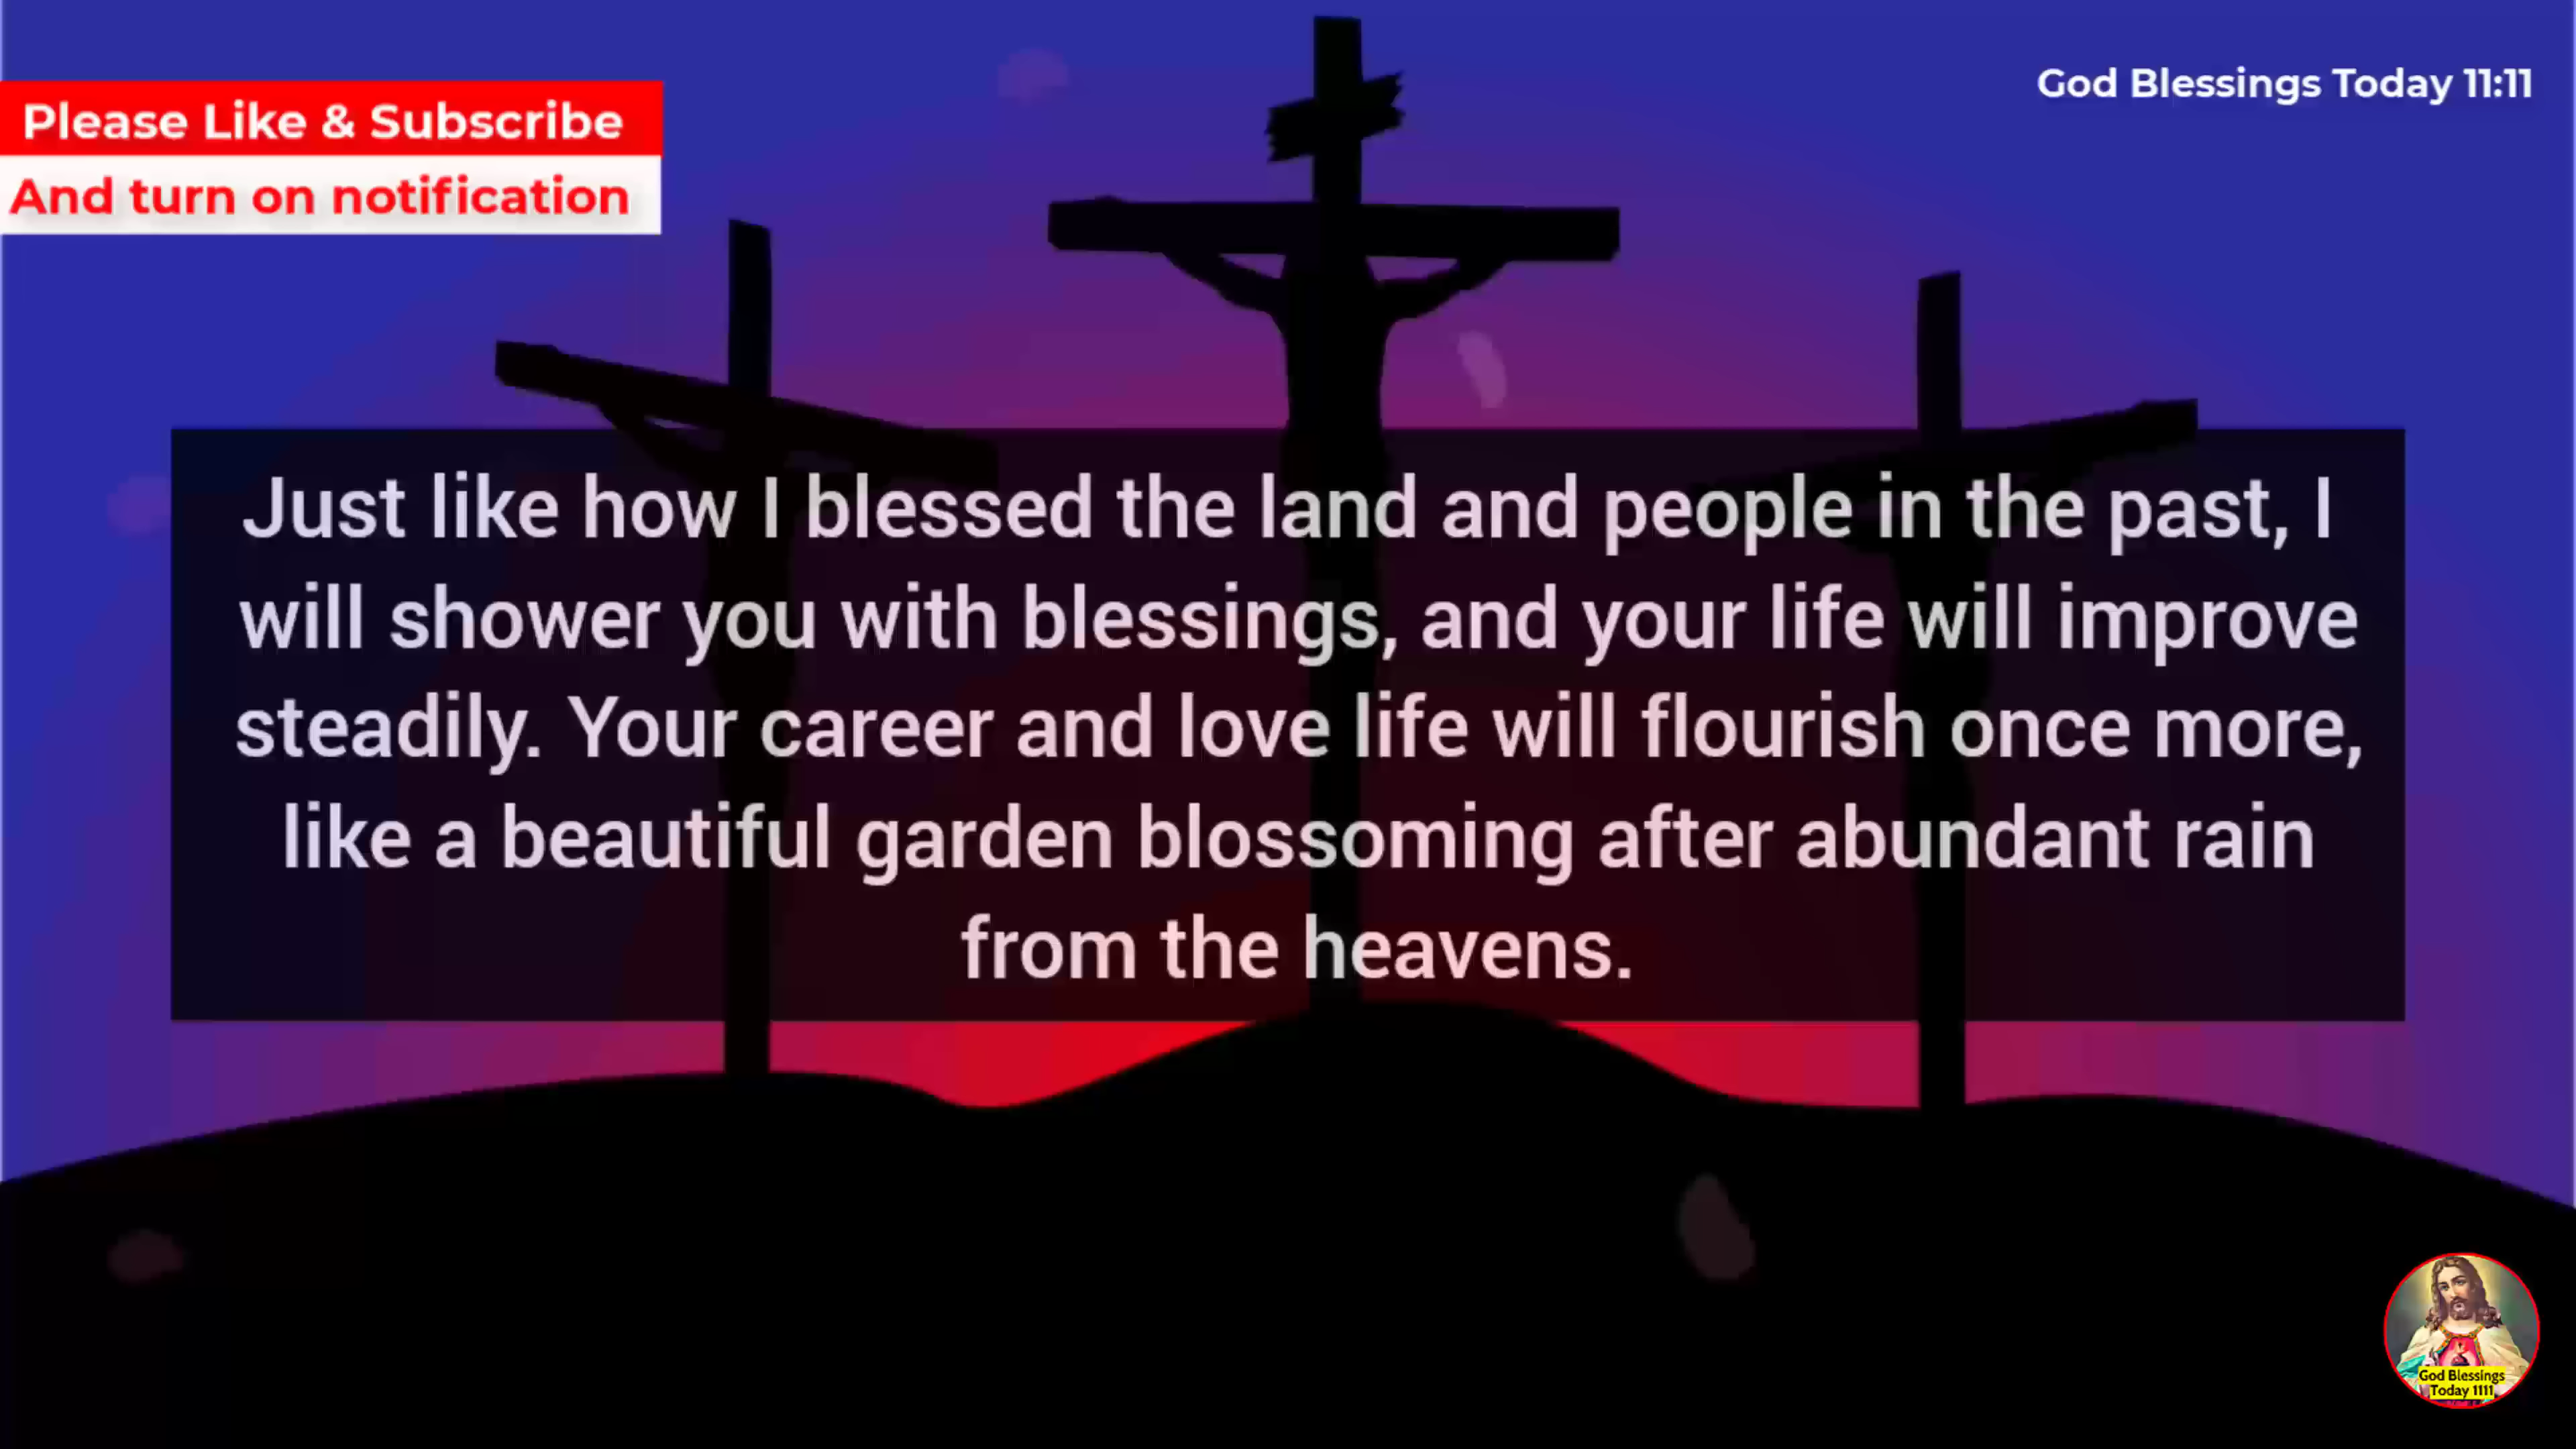 Please Like & Subscribe
And turn on notification
God Blessings Today 11:11
Just like how I blessed the land and people in the past, I
will shower you with blessings, and your life will improve
steadily. Your career and love life will flourish once more,
like a beautiful garden blossoming after abundant rain
from the heavens.
God Blessings
Today 1111